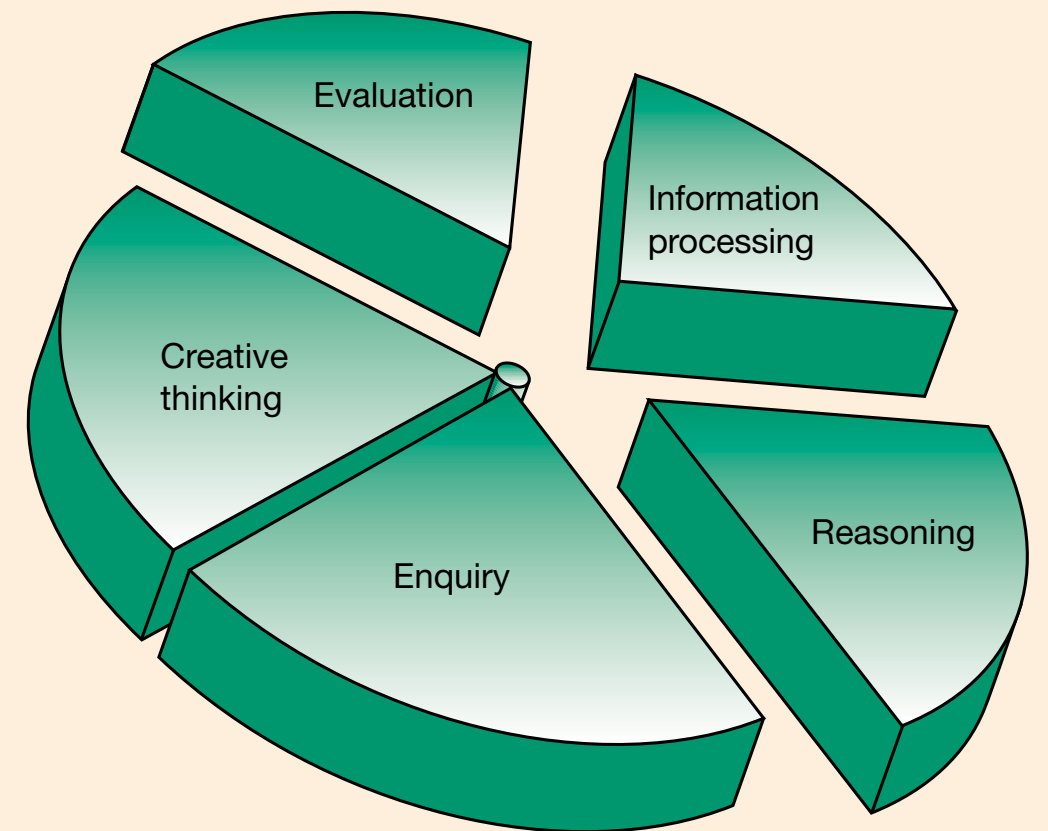 Evaluation
Information
processing
Creative
thinking
Reasoning
Enquiry